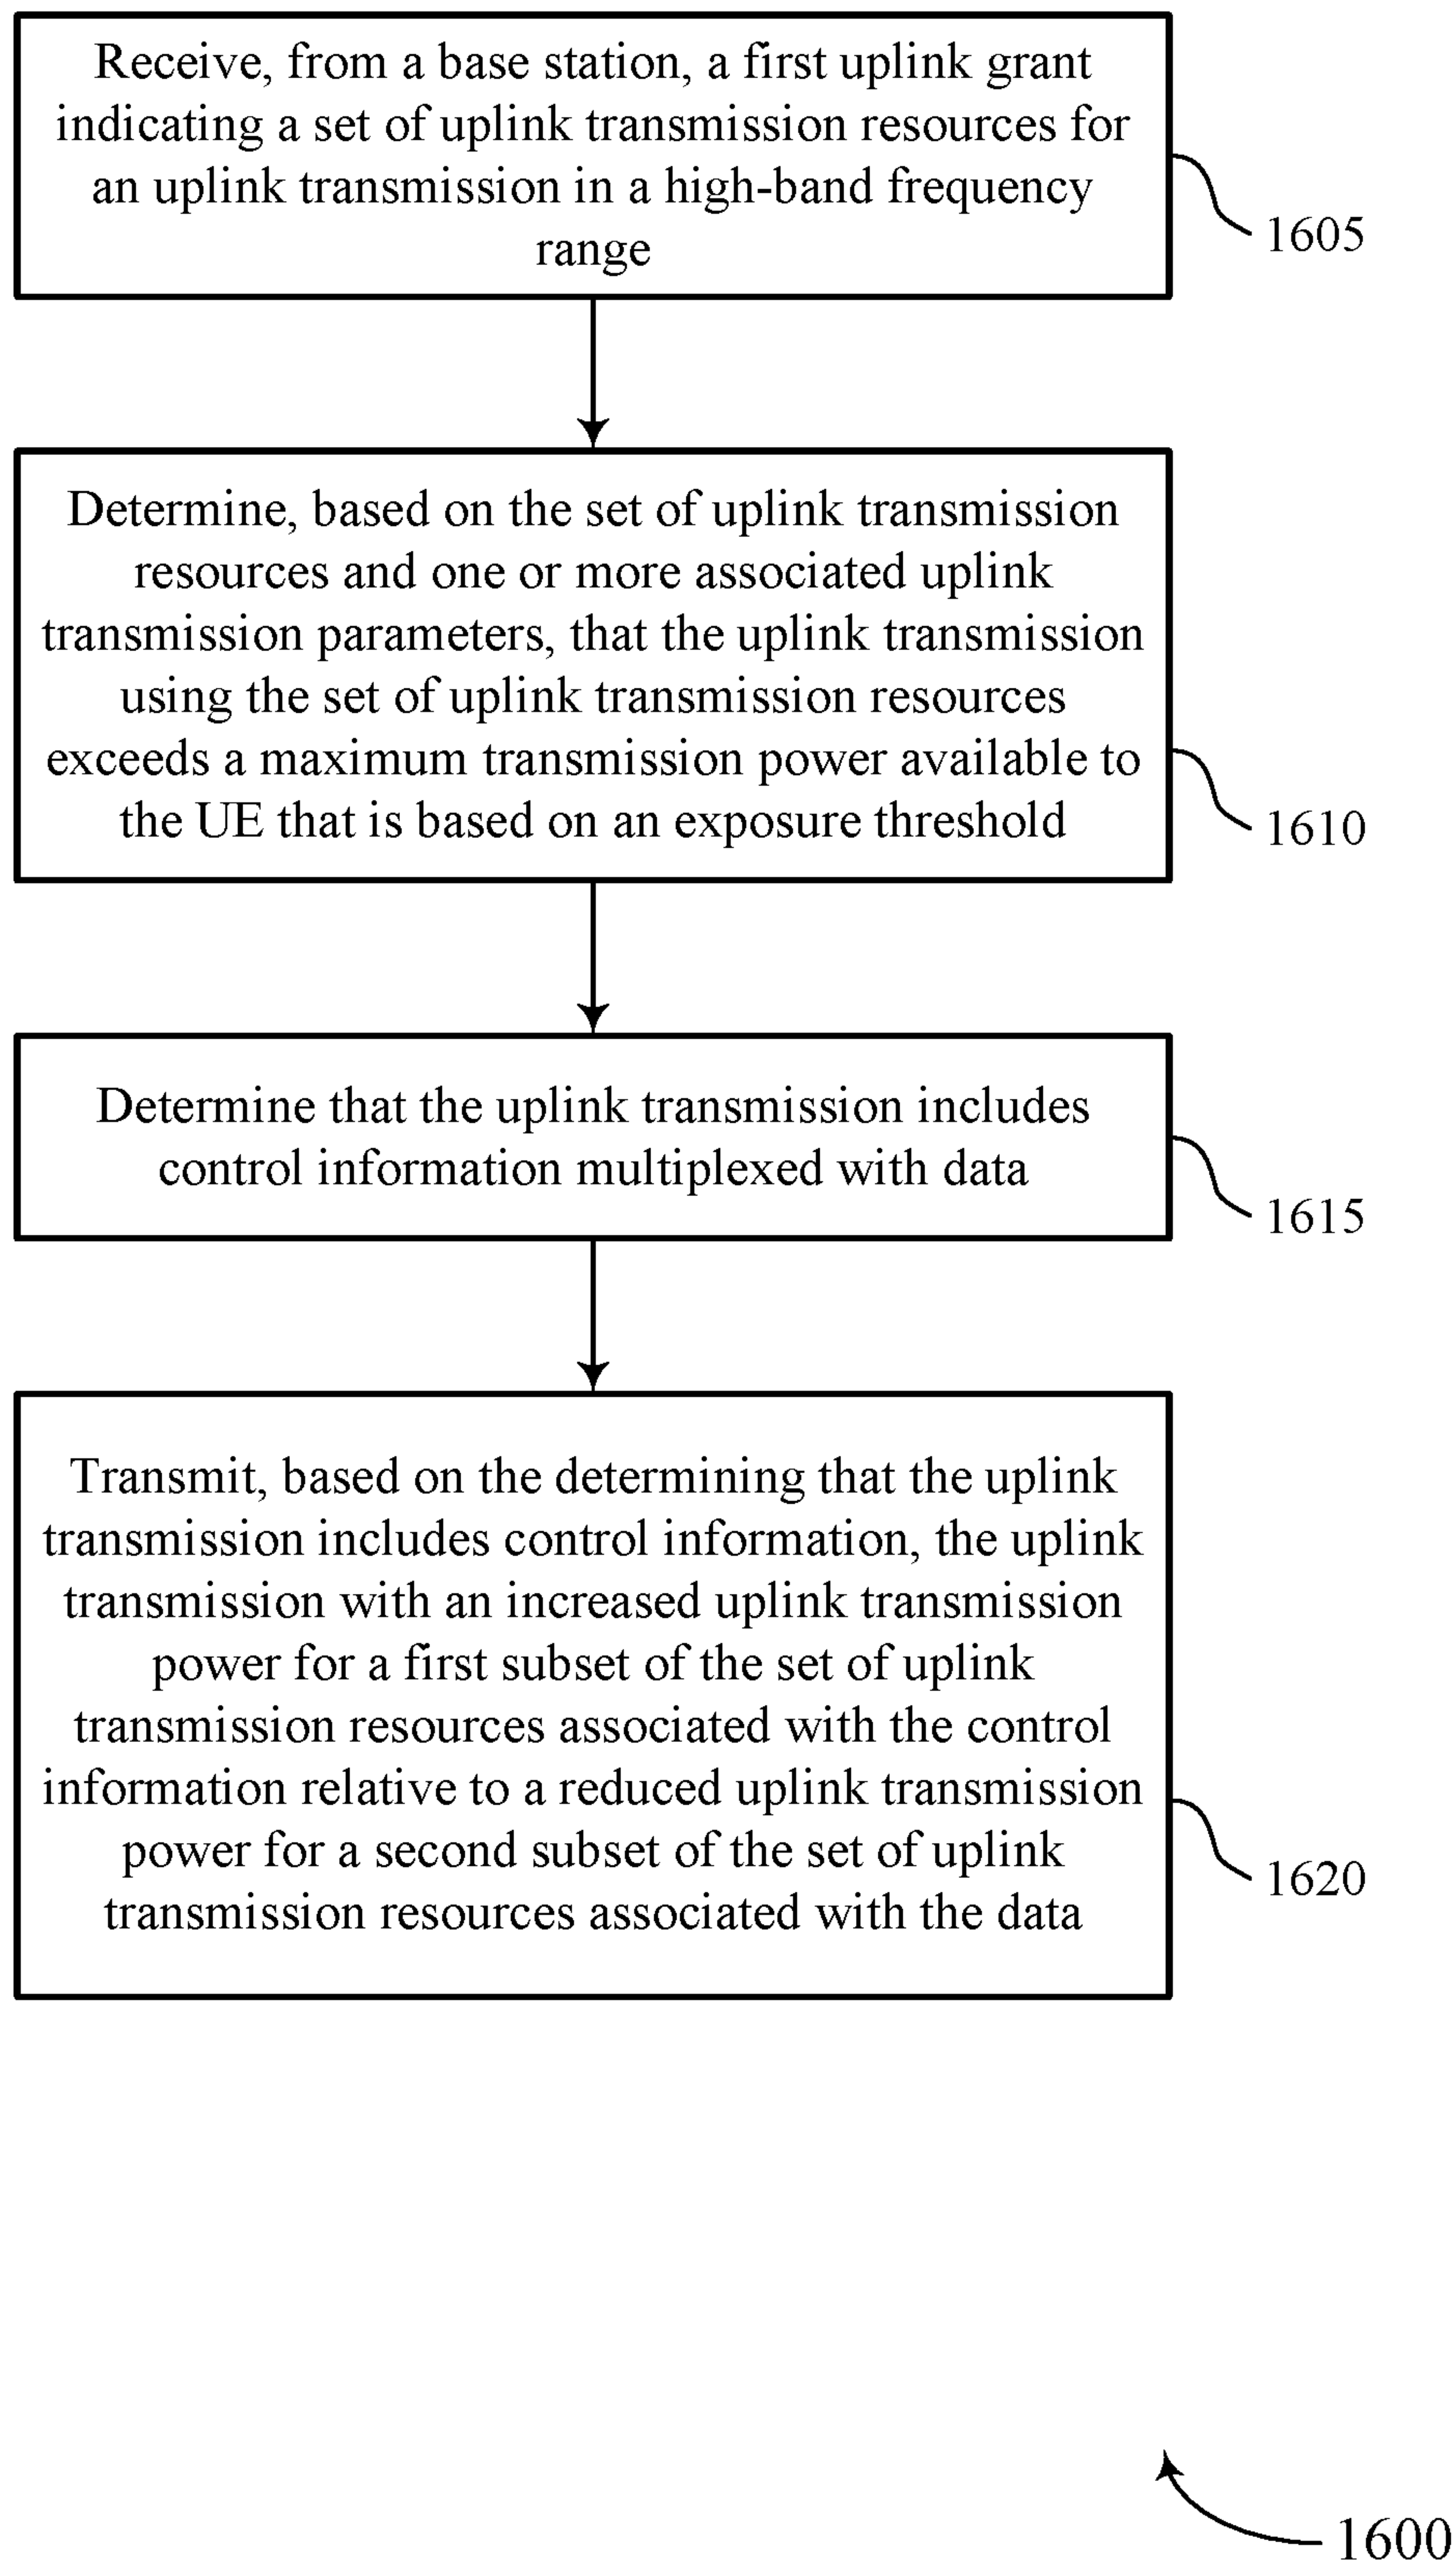 Receive, from a base station, a first uplink grant
indicating a set of uplink transmission resources for
an uplink transmission in a high-band frequency
range
1605
Determine, based on the set of uplink transmission
resources and one or more associated uplink
transmission parameters, that the uplink transmission
using the set of uplink transmission resources
exceeds a maximum transmission power available to
the UE that is based on an exposure threshold
1610
Determine that the uplink transmission includes
control information multiplexed with data
1615
Transmit, based on the determining that the uplink
transmission includes control information, the uplink
transmission with an increased uplink transmission
power for a first subset of the set of uplink
transmission resources associated with the control
information relative to a reduced uplink transmission
power for a second subset of the set of uplink
transmission resources associated with the data
1620
1600